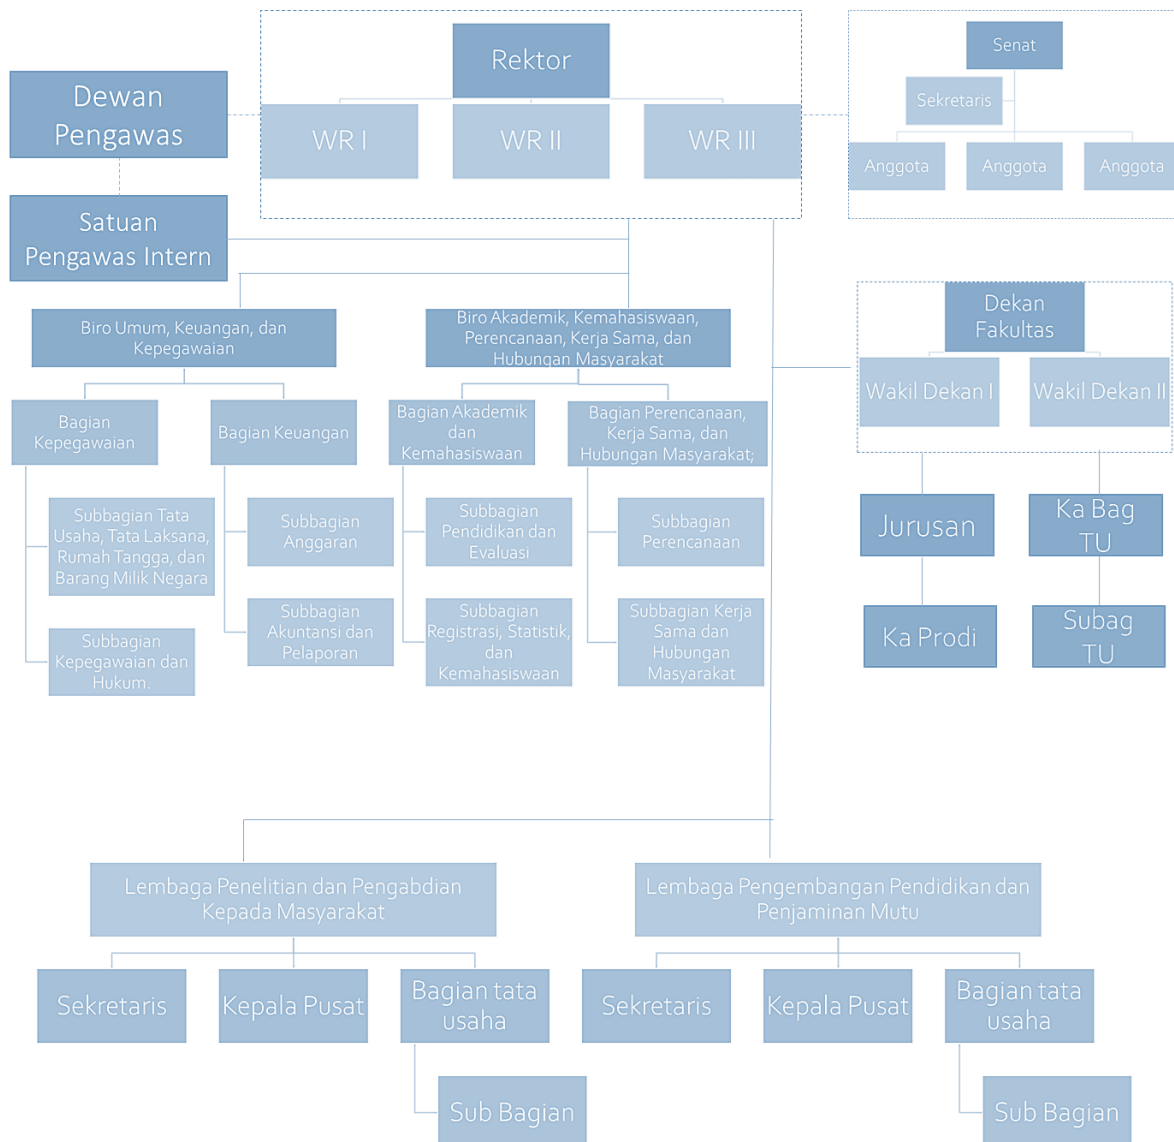 Rektor
WR I
WR II
WR III
Dewan
Pengawas
Satuan
Pengawas Intern
Senat
Sekretaris
Anggota
Anggota
Anggota
Biro Umum, Keuangan, dan
Kepegawaian
Biro Akademik, Kemahasiswaan,
Perencanaan, Kerja Sama, dan
Hubungan Masyarakat
Dekan
Fakultas
Wakil Dekan I
Wakil Dekan II
Bagian
Kepegawaian
Bagian Keuangan
Bagian Akademik
dan
Kemahasiswaan
Bagian Perencanaan,
Kerja Sama, dan
Hubungan Masyarakat;
Subbagian Tata
Usaha, Tata Laksana,
Rumah Tangga, dan
Barang Milik Negara
Subbagian
Anggaran
Subbagian
Pendidikan dan
Evaluasi
Subbagian
Perencanaan
Jurusan
Ka Bag
TU
Subbagian
Kepegawaian dan
Hukum.
Subbagian
Akuntansi dan
Pelaporan
Subbagian
Registrasi, Statistik,
dan
Kemahasiswaan
Subbagian Kerja
Sama dan
Hubungan
Masyarakat
Ka Prodi
Subag
TU
Lembaga Penelitian dan Pengabdian
Kepada Masyarakat
Lembaga Pengembangan Pendidikan dan
Penjaminan Mutu
Sekretaris
Kepala Pusat
Bagian tata
usaha
Sub Bagian
Sekretaris
Kepala Pusat
Bagian tata
usaha
Sub Bagian